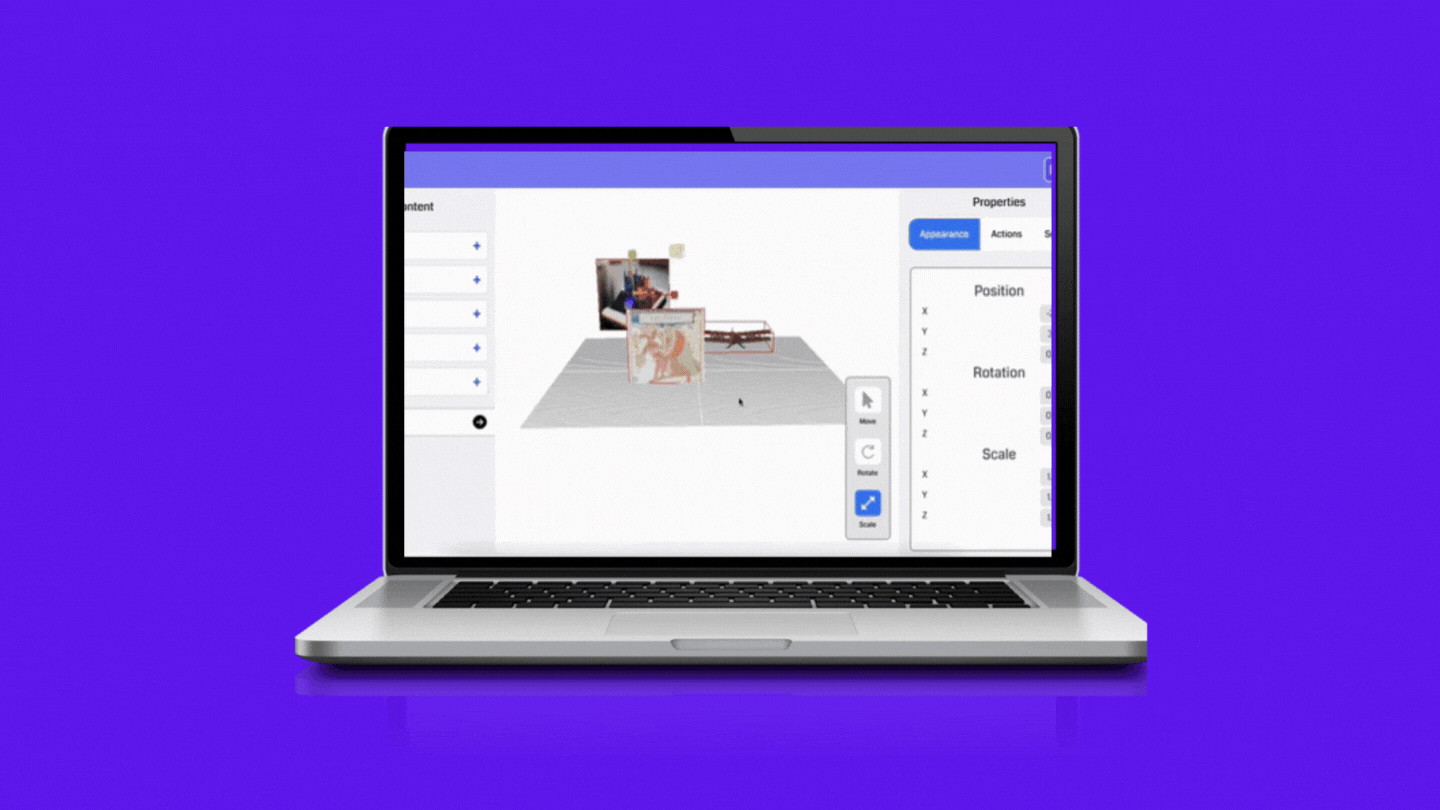 ontent
Properties
Appearance
Actions
S
Position
X
Y
Z
Rotation
X
Y
Z
Scale
X
Y
Z
Move
Rotate
Scale